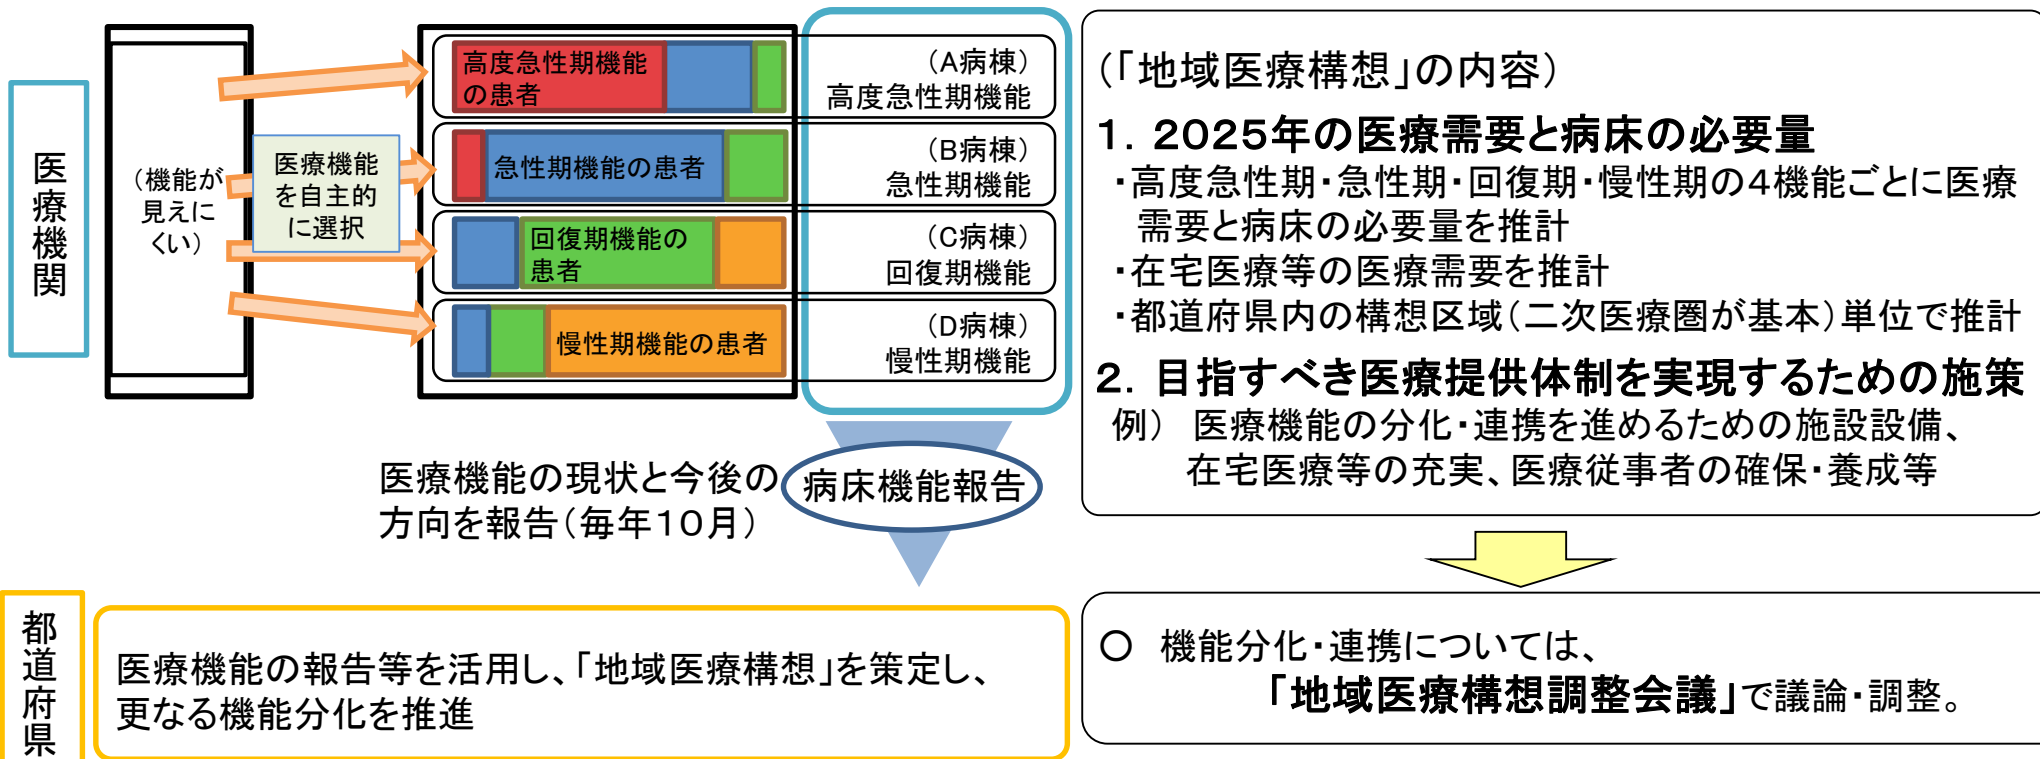 医療機関
（機能が
見えに
くい）
医療機能
を自主的
に選択
高度急性期機能
の患者
（A病棟）
高度急性期機能
急性期機能の患者
（B病棟）
急性期機能
回復期機能の
患者
（C病棟）
回復期機能
慢性期機能の患者
（D病棟）
慢性期機能
医療機能の現状と今後の
方向を報告（毎年１０月）
病床機能報告
都道府県
医療機能の報告等を活用し、「地域医療構想」を策定し、
更なる機能分化を推進
（「地域医療構想」の内容）
１．２０２５年の医療需要と病床の必要量
・高度急性期・急性期・回復期・慢性期の４機能ごとに医療
需要と病床の必要量を推計
・在宅医療等の医療需要を推計
・都道府県内の構想区域（二次医療圏が基本）単位で推計
２．目指すべき医療提供体制を実現するための施策
例） 医療機能の分化・連携を進めるための施設設備、
在宅医療等の充実、医療従事者の確保・養成等
○ 機能分化・連携については、
「地域医療構想調整会議」で議論・調整。